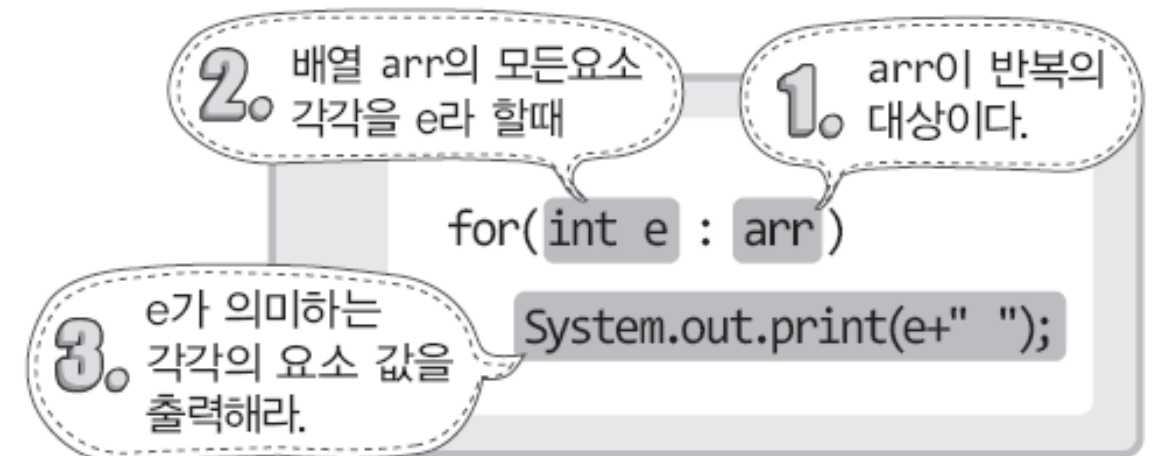 2. 배열 arr의 모든요소
각각을 e라 할때
1. arr이 반복의
대상이다.
for(int e : arr)
System.out.print(e+" ");
3. e가 의미하는
각각의 요소 값을
출력해라.